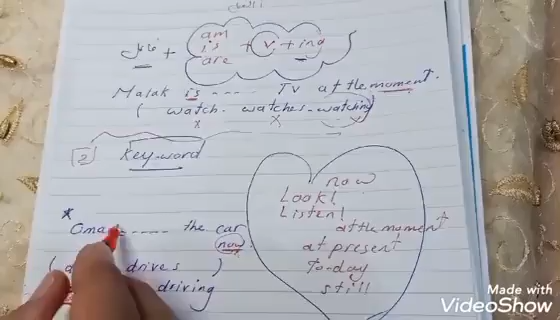 فاعل +
am
is
are
+ v + ing
Malak is ---- TV at the moment.
( watch. watches - watching )
x x ✓
2 Key-word
* Omar ---- the car
now
drives )
driving
now
Look!
Listen!
at the moment
at present
to-day
still
Made with
VideoShow